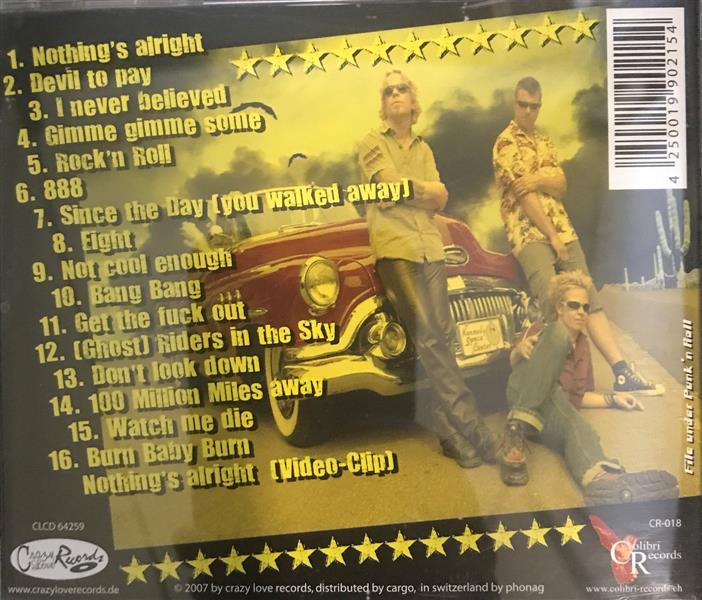 1. Nothing's alright
2. Devil to pay
3. I never believed
4. Gimme gimme some
5. Rock'n Roll
6. 888
7. Since the Day (you walked away)
8. Fight
9. Not cool enough
10. Bang Bang
11. Get the fuck out
12. (Ghost) Riders in the Sky
13. Don't look down
14. 100 Million Miles away
15. Watch me die
16. Burn Baby Burn
Nothing's alright (Video-Clip)
4 250019 902154
Kennedy
Space
Center
File under Punk 'n Roll
CLCD 64259
Crazy
Love
Records
www.crazyloverecords.de
© 2007 by crazy love records, distributed by cargo, in switzerland by phonag
CR-018
Colibri
Records
www.colibri-records.ch